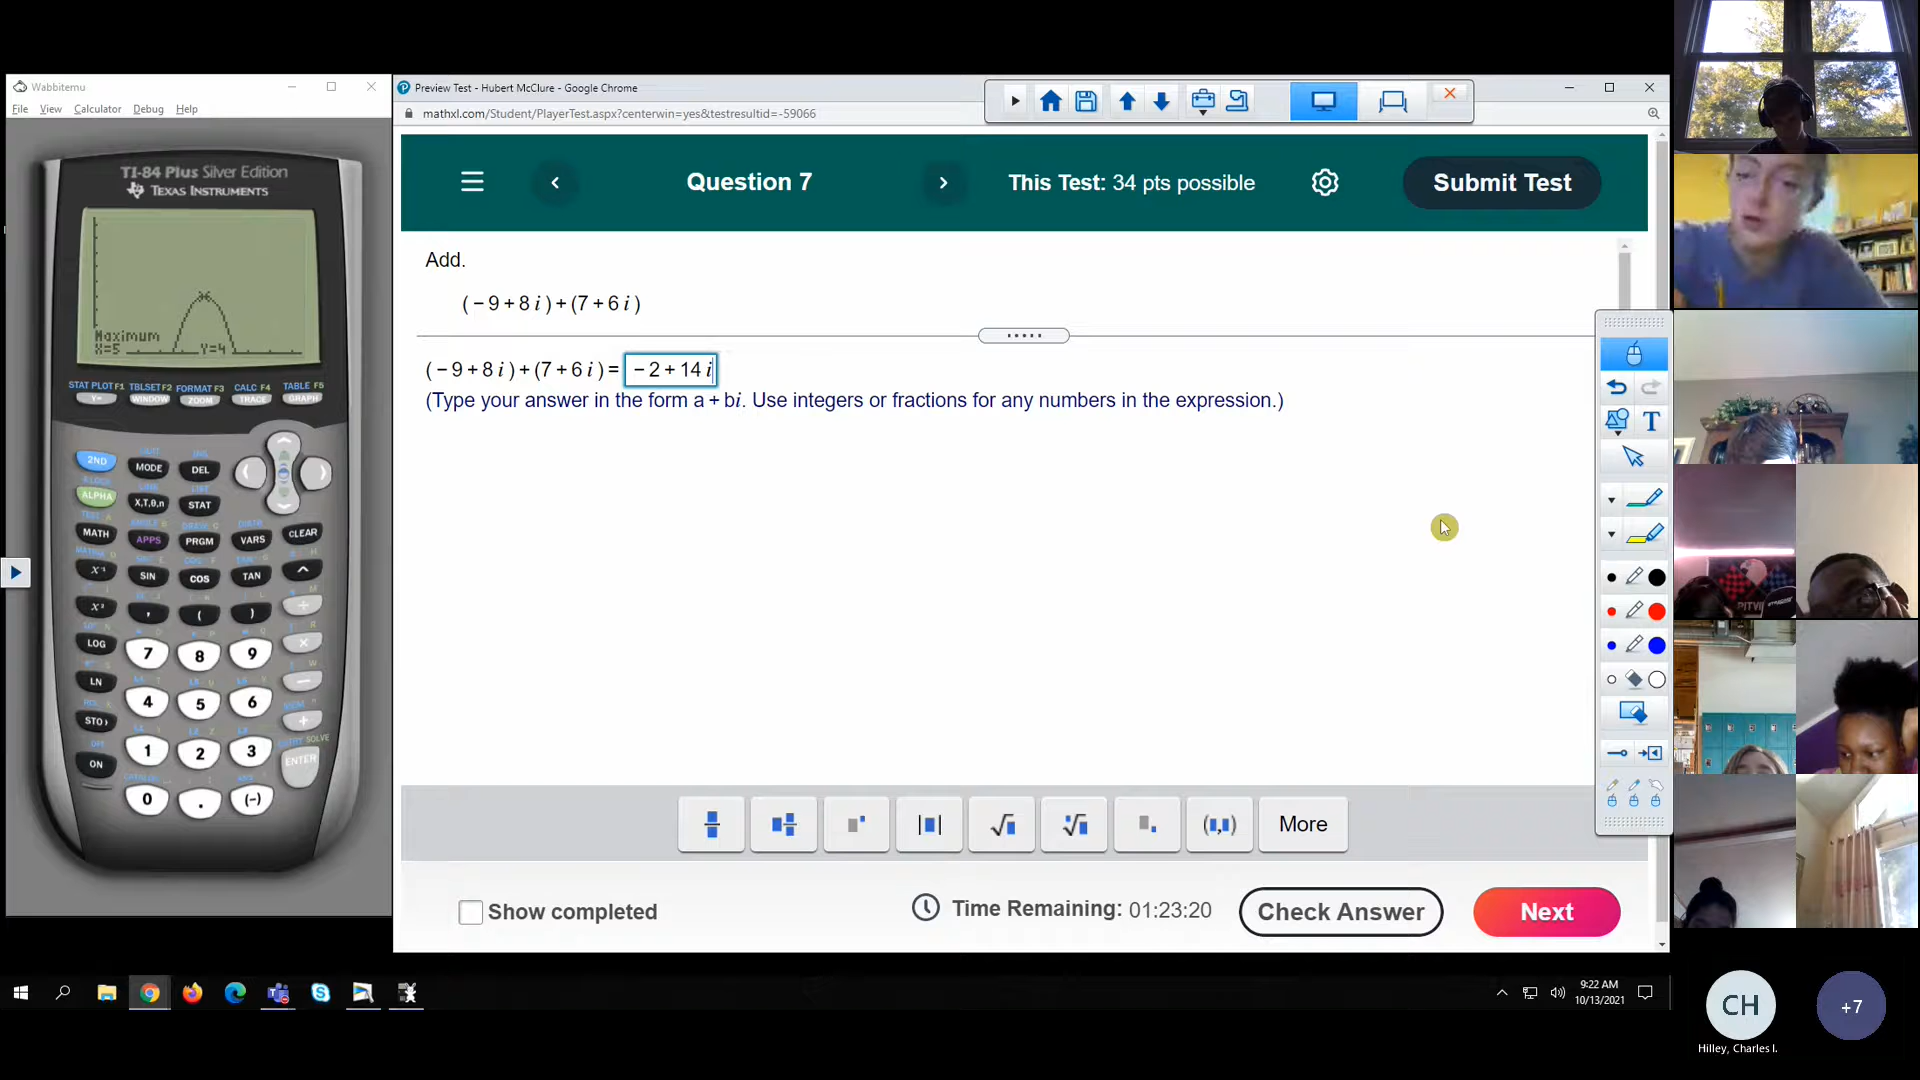 Wabbitemu
File View Calculator Debug Help
TI-84 Plus Silver Edition
TEXAS INSTRUMENTS
Maximum
X=5 Y=4
STAT PLOT F1 TBLSET F2 FORMAT F3 CALC F4 TABLE F5
Y= WINDOW ZOOM TRACE GRAPH
2ND MODE DEL
ALPHA X,T,θ,n STAT
MATH APPS PRGM VARS CLEAR
SIN COS TAN ^
, ( )
LOG 7 8 9 ×
LN 4 5 6 −
STO› 1 2 3 +
ON 0 . (−) ENTER
Preview Test - Hubert McClure - Google Chrome
mathxl.com/Student/PlayerTest.aspx?centerwin=yes&testresultid=-59066
Question 7
This Test: 34 pts possible
Submit Test
Add.
(−9+8i)+(7+6i)
(−9+8i)+(7+6i)= −2+14i
(Type your answer in the form a+bi. Use integers or fractions for any numbers in the expression.)
More
Show completed
Time Remaining: 01:23:20
Check Answer
Next
9:22 AM
10/13/2021
CH
+7
Hilley, Charles I.